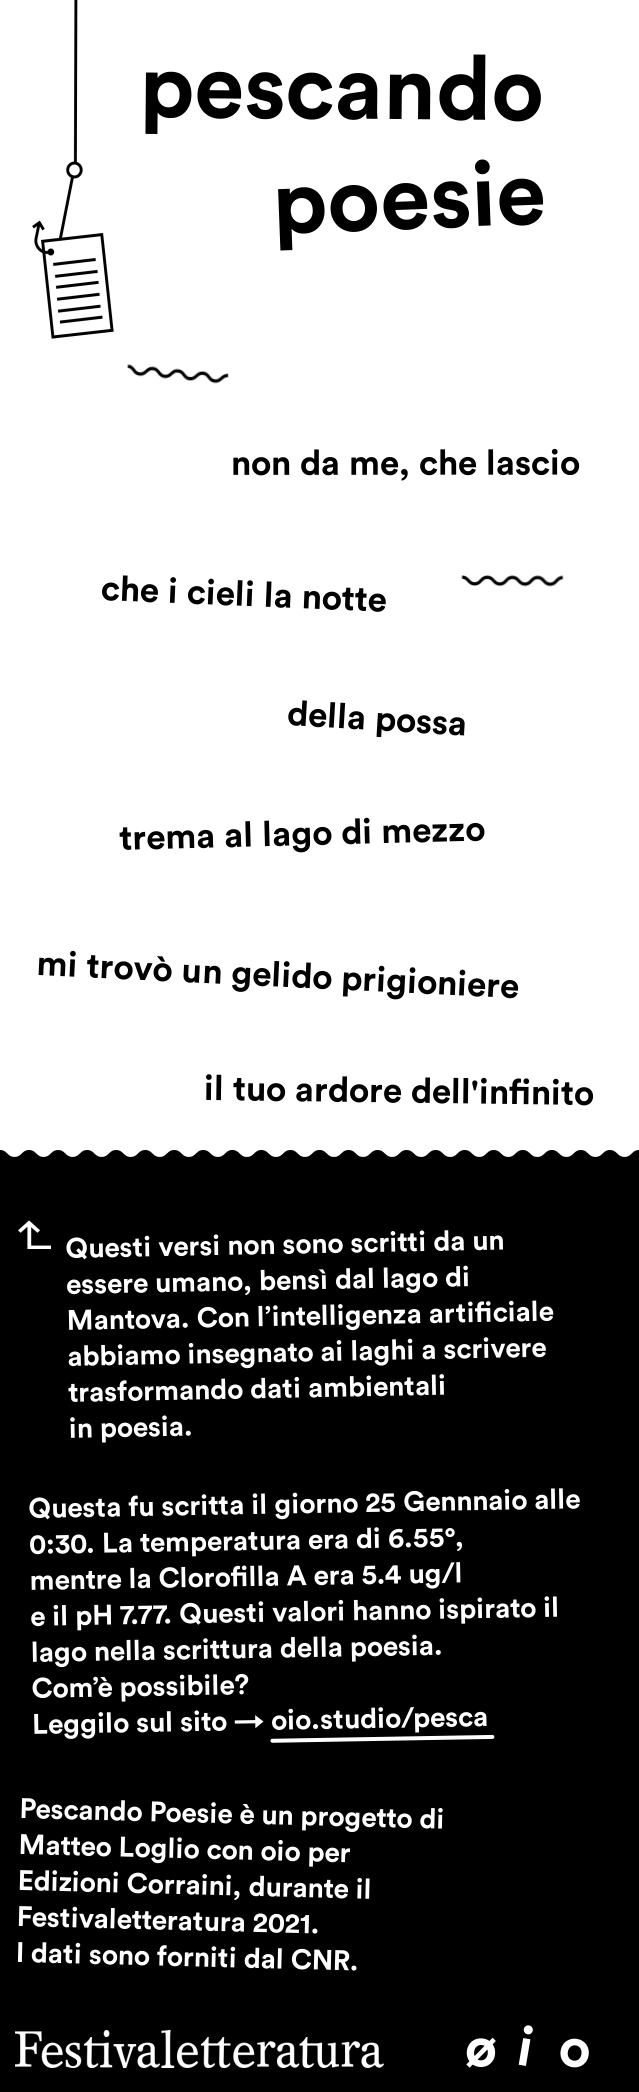 pescando
poesie
non da me, che lascio
che i cieli la notte
della possa
trema al lago di mezzo
mi trovò un gelido prigioniere
il tuo ardore dell'infinito
Questi versi non sono scritti da un
essere umano, bensì dal lago di
Mantova. Con l’intelligenza artificiale
abbiamo insegnato ai laghi a scrivere
trasformando dati ambientali
in poesia.
Questa fu scritta il giorno 25 Gennnaio alle
0:30. La temperatura era di 6.55°,
mentre la Clorofilla A era 5.4 ug/l
e il pH 7.77. Questi valori hanno ispirato il
lago nella scrittura della poesia.
Com’è possibile?
Leggilo sul sito → oio.studio/pesca
Pescando Poesie è un progetto di
Matteo Loglio con oio per
Edizioni Corraini, durante il
Festivaletteratura 2021.
I dati sono forniti dal CNR.
Festivaletteratura øio